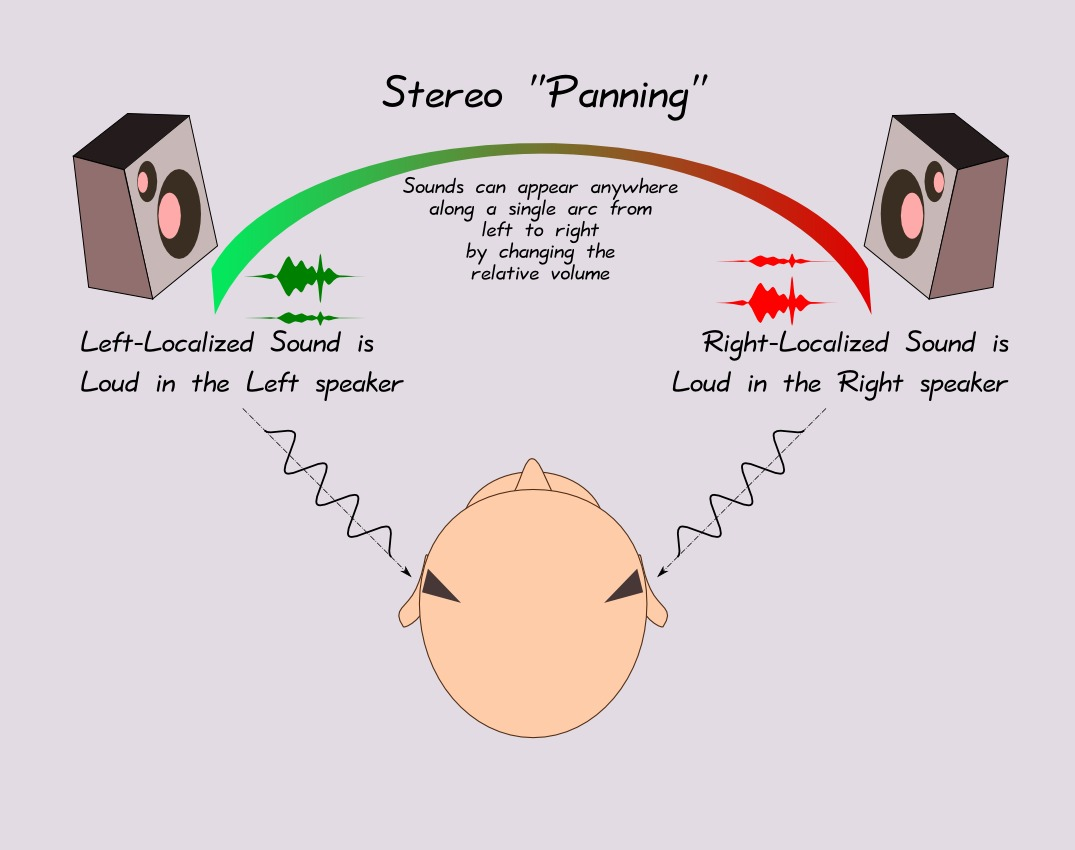 Stereo "Panning"
Sounds can appear anywhere
along a single arc from
left to right
by changing the
relative volume
Left-Localized Sound is
Loud in the Left speaker
Right-Localized Sound is
Loud in the Right speaker